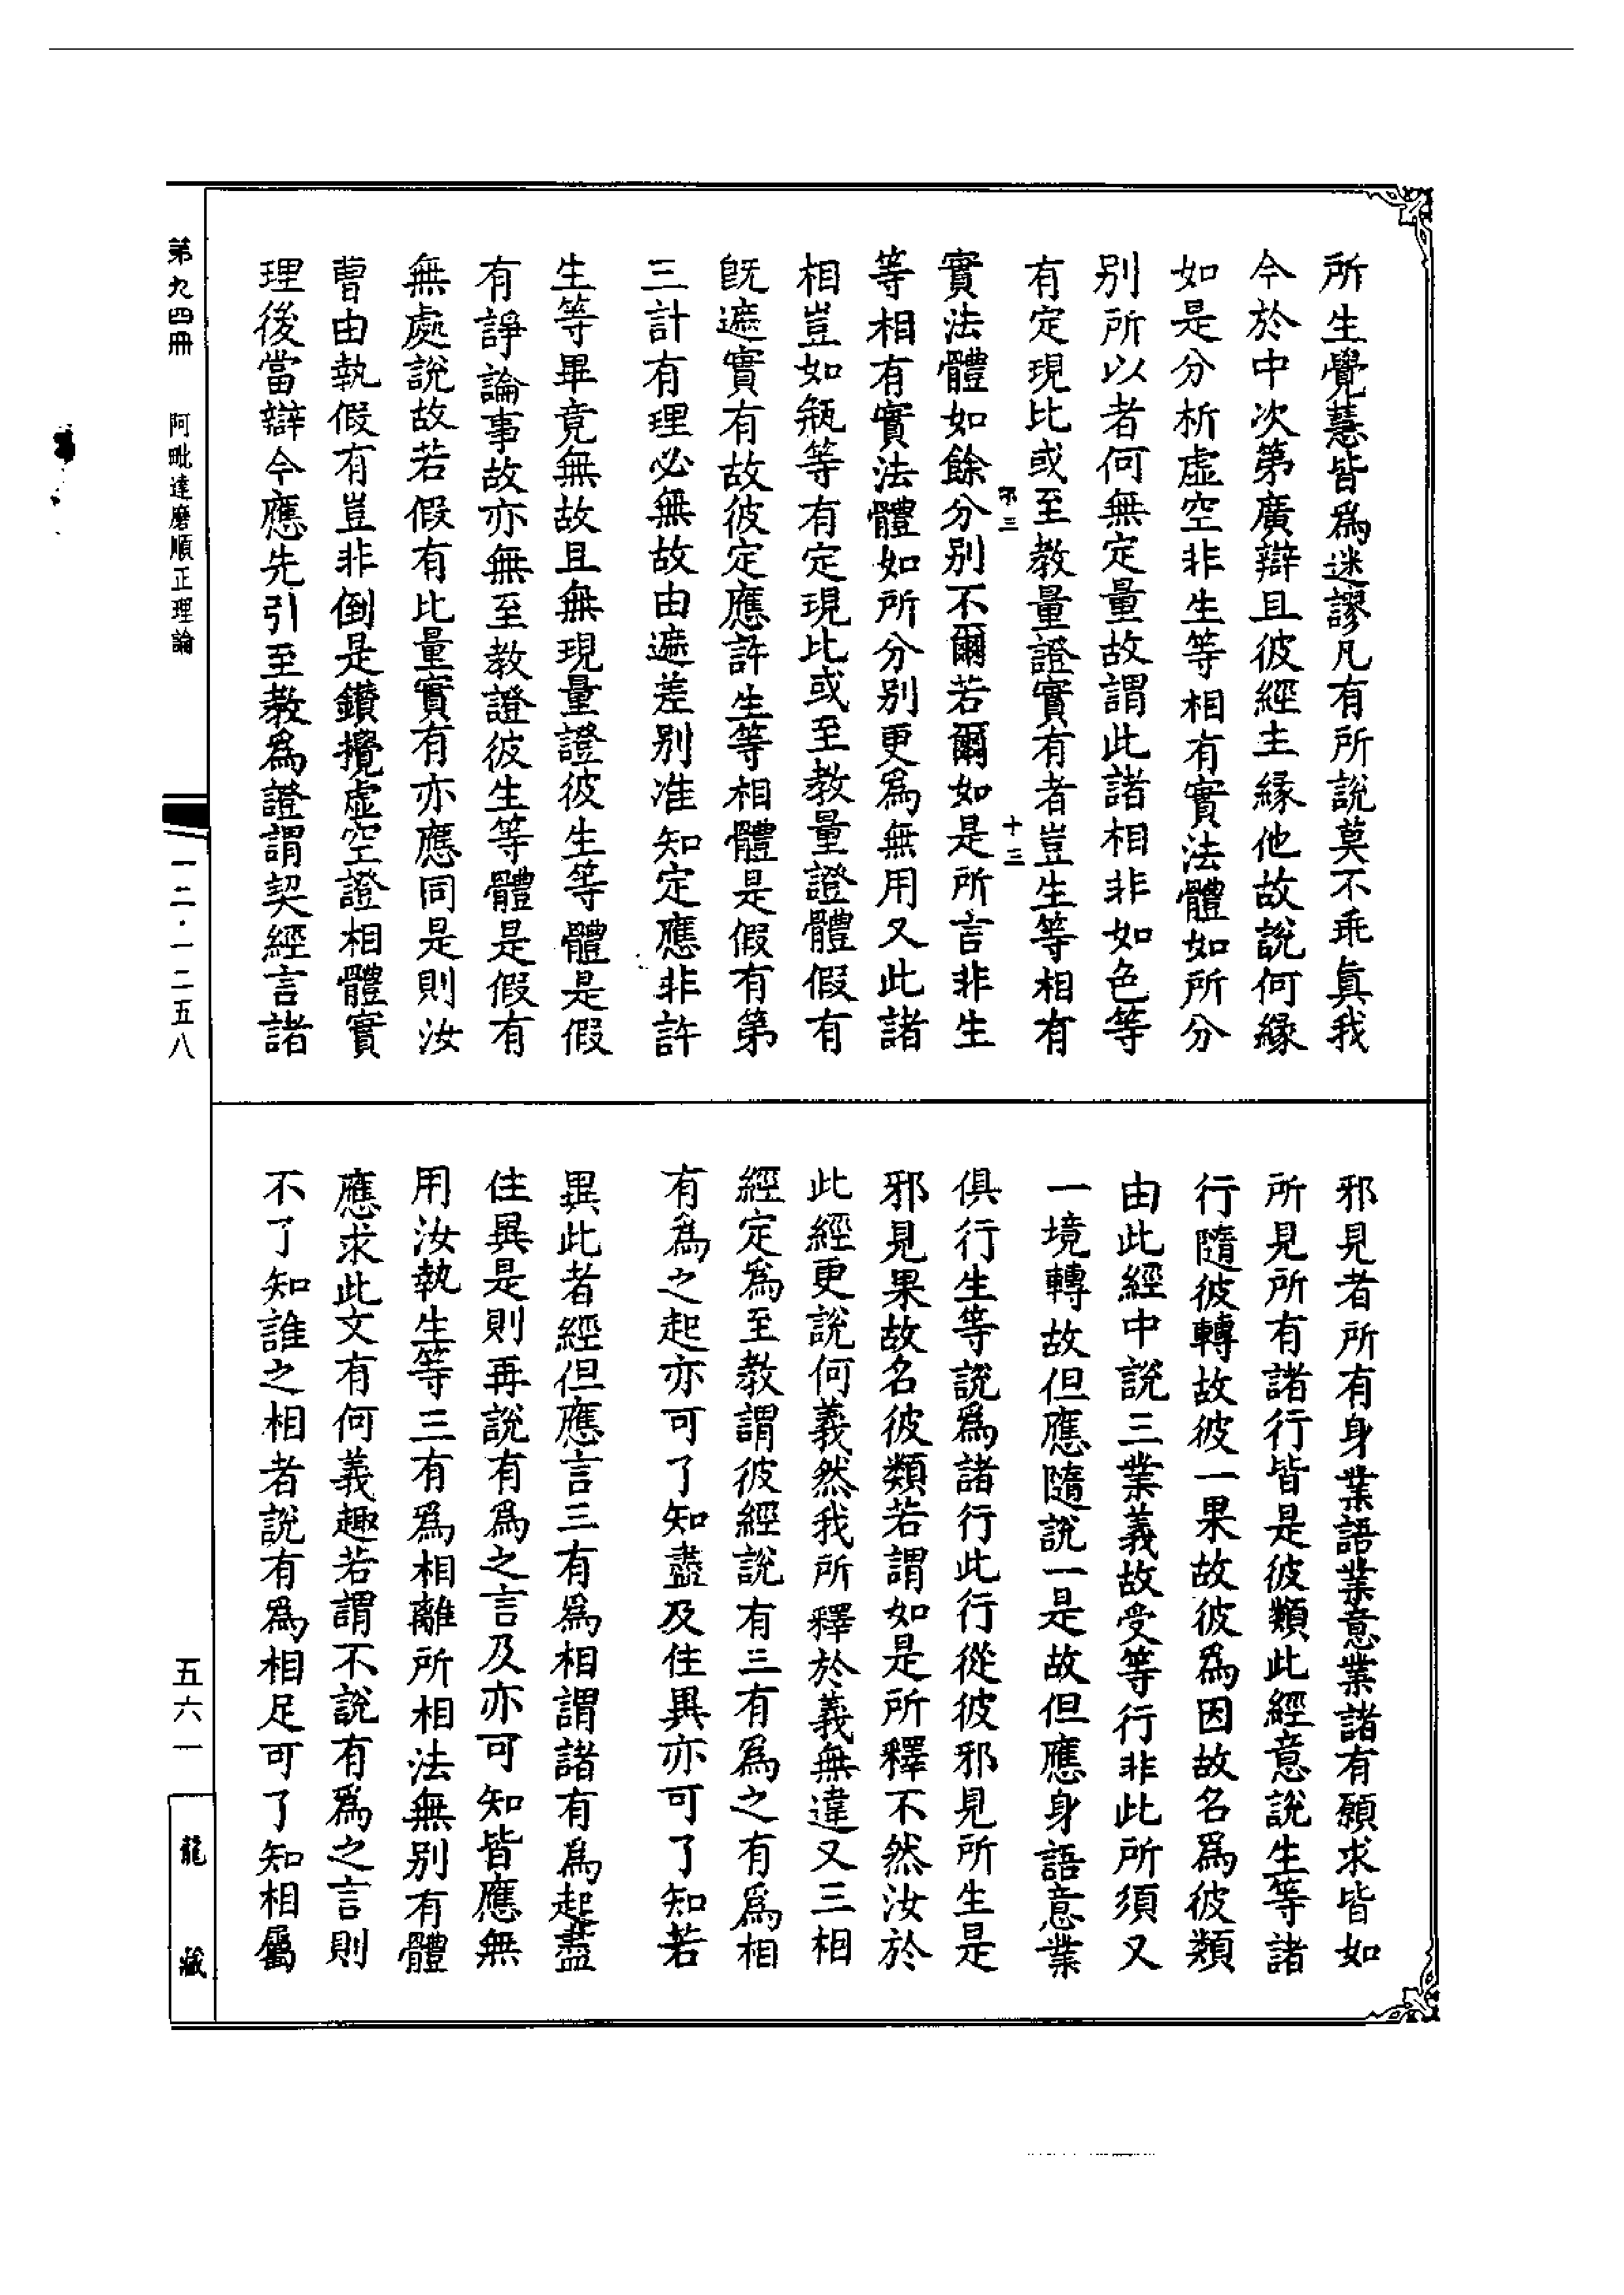 所生覺慧皆爲迷謬凡有所說莫不乖眞我
今於中次第廣辯且彼經主緣他故說何緣
如是分析虛空非生等相有實法體如所分
別所以者何無定量故謂此諸相非如色等
有定現比或至教量證實有者豈生等相有
十三
實法體如餘分別不爾若爾如是所言非生
等相有實法體如所分別更爲無用又此諸
相豈如瓶等有定現比或至教量證體假有
旣遮實有故彼定應許生等相體是假有第
三計有理必無故由遮差別准知定應非許
生等畢竟無故且無現量證彼生等體是假
有諍論事故亦無至教證彼生等體是假有
無處說故若假有比量實有亦應同是則汝
曹由執假有豈非倒是鑽攪虛空證相體實
理後當辯今應先引至教爲證謂契經言諸
邪見者所有身業語業意業諸有願求皆如
所見所有諸行皆是彼類此經意說生等諸
行隨彼轉故彼一果故彼爲因故名爲彼類
由此經中說三業義故受等行非此所須又
一境轉故但應隨說一是故但應身語意業
俱行生等說爲諸行此行從彼邪見所生是
邪見果故名彼類若謂如是所釋不然汝於
此經更說何義然我所釋於義無違又三相
經定爲至教謂彼經說有三有爲之有爲相
有爲之起亦可了知盡及住異亦可了知若
異此者經但應言三有爲相謂諸有爲起盡
住異是則再說有爲之言及亦可知皆應無
用汝執生等三有爲相離所相法無別有體
應求此文有何義趣若謂不說有爲之言則
不了知誰之相者說有爲相足可了知相屬
第九四冊 阿毗達磨順正理論 一二·一二五八 五六一
龍藏